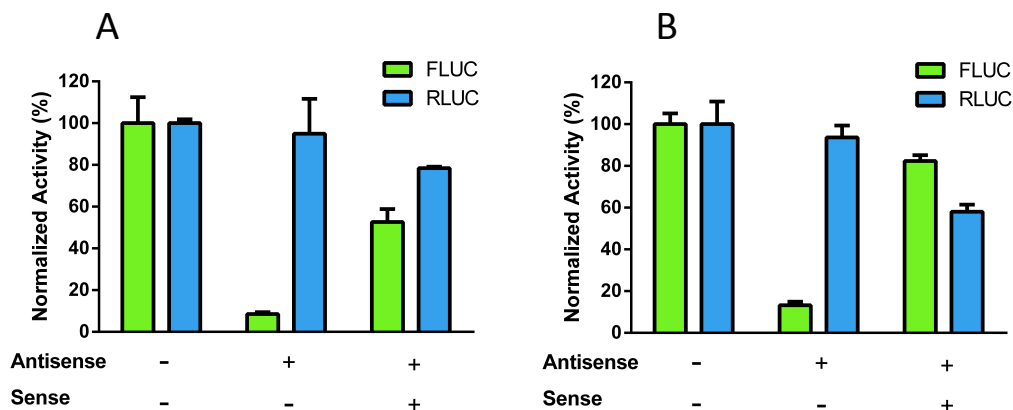 A
B
FLUC
RLUC
FLUC
RLUC
Normalized Activity (%)
120
100
80
60
40
20
0
Normalized Activity (%)
120
100
80
60
40
20
0
Antisense - + +
Sense - - +
Antisense - + +
Sense - - +